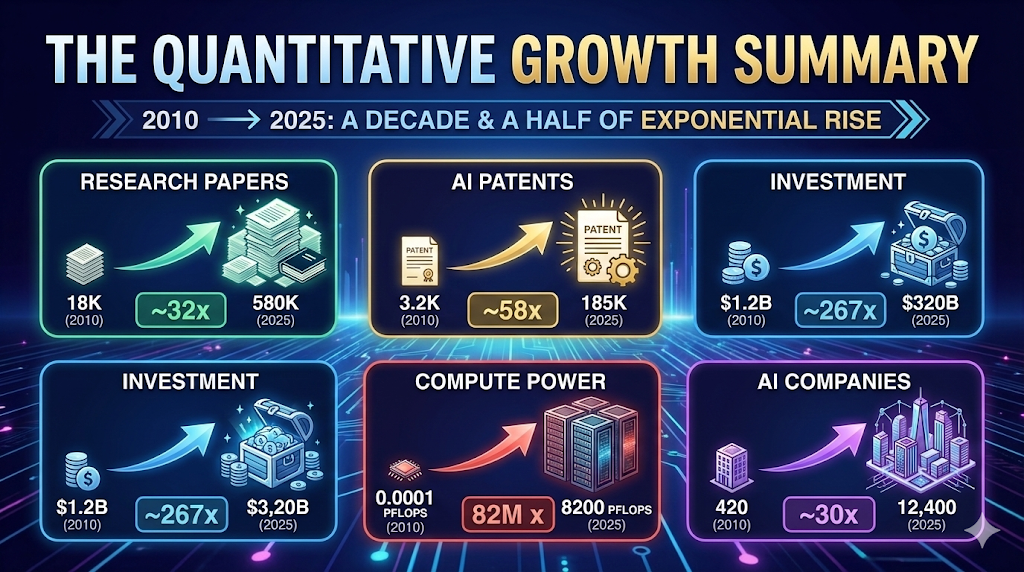 THE QUANTITATIVE GROWTH SUMMARY
2010 → 2025: A DECADE & A HALF OF EXPONENTIAL RISE
RESEARCH PAPERS
18K
(2010)
~32x
580K
(2025)
AI PATENTS
PATENT
PATENT
3.2K
(2010)
~58x
185K
(2025)
INVESTMENT
$
$
$1.2B
(2010)
~267x
$320B
(2025)
INVESTMENT
$
$1.2B
(2010)
~267x
$3,20B
(2025)
COMPUTE POWER
0.0001
PFLOPS
(2010)
82M x
8200 PFLOPS
(2025)
AI COMPANIES
420
(2010)
~30x
12,400
(2025)